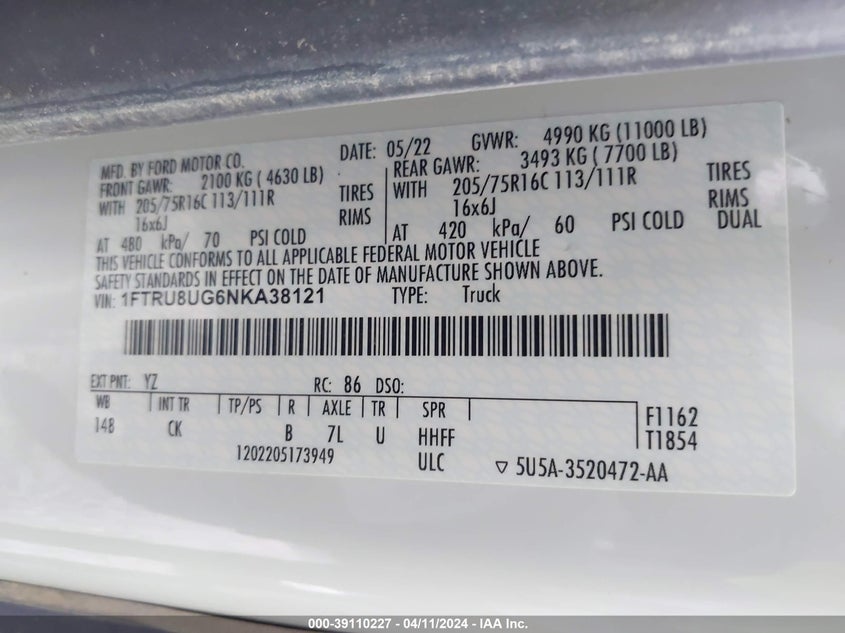 MFD. BY FORD MOTOR CO. DATE: 05/22 GVWR: 4990 KG (11000 LB)
FRONT GAWR: 2100 KG ( 4630 LB) REAR GAWR: 3493 KG ( 7700 LB)
WITH 205/75R16C 113/111R TIRES WITH 205/75R16C 113/111R TIRES
16x6J RIMS 16x6J RIMS
AT 480 kPa/ 70 PSI COLD AT 420 kPa/ 60 PSI COLD DUAL
THIS VEHICLE CONFORMS TO ALL APPLICABLE FEDERAL MOTOR VEHICLE
SAFETY STANDARDS IN EFFECT ON THE DATE OF MANUFACTURE SHOWN ABOVE.
VIN: 1FTRU8UG6NKA38121 TYPE: Truck
EXT PNT: YZ RC: 86 DSO:
WB INT TR TP/PS R AXLE TR SPR F1162
148 CK B 7L U HHFF T1854
1202205173949 ULC ▽ 5U5A-3520472-AA
000-39110227 - 04/11/2024 - IAA Inc.